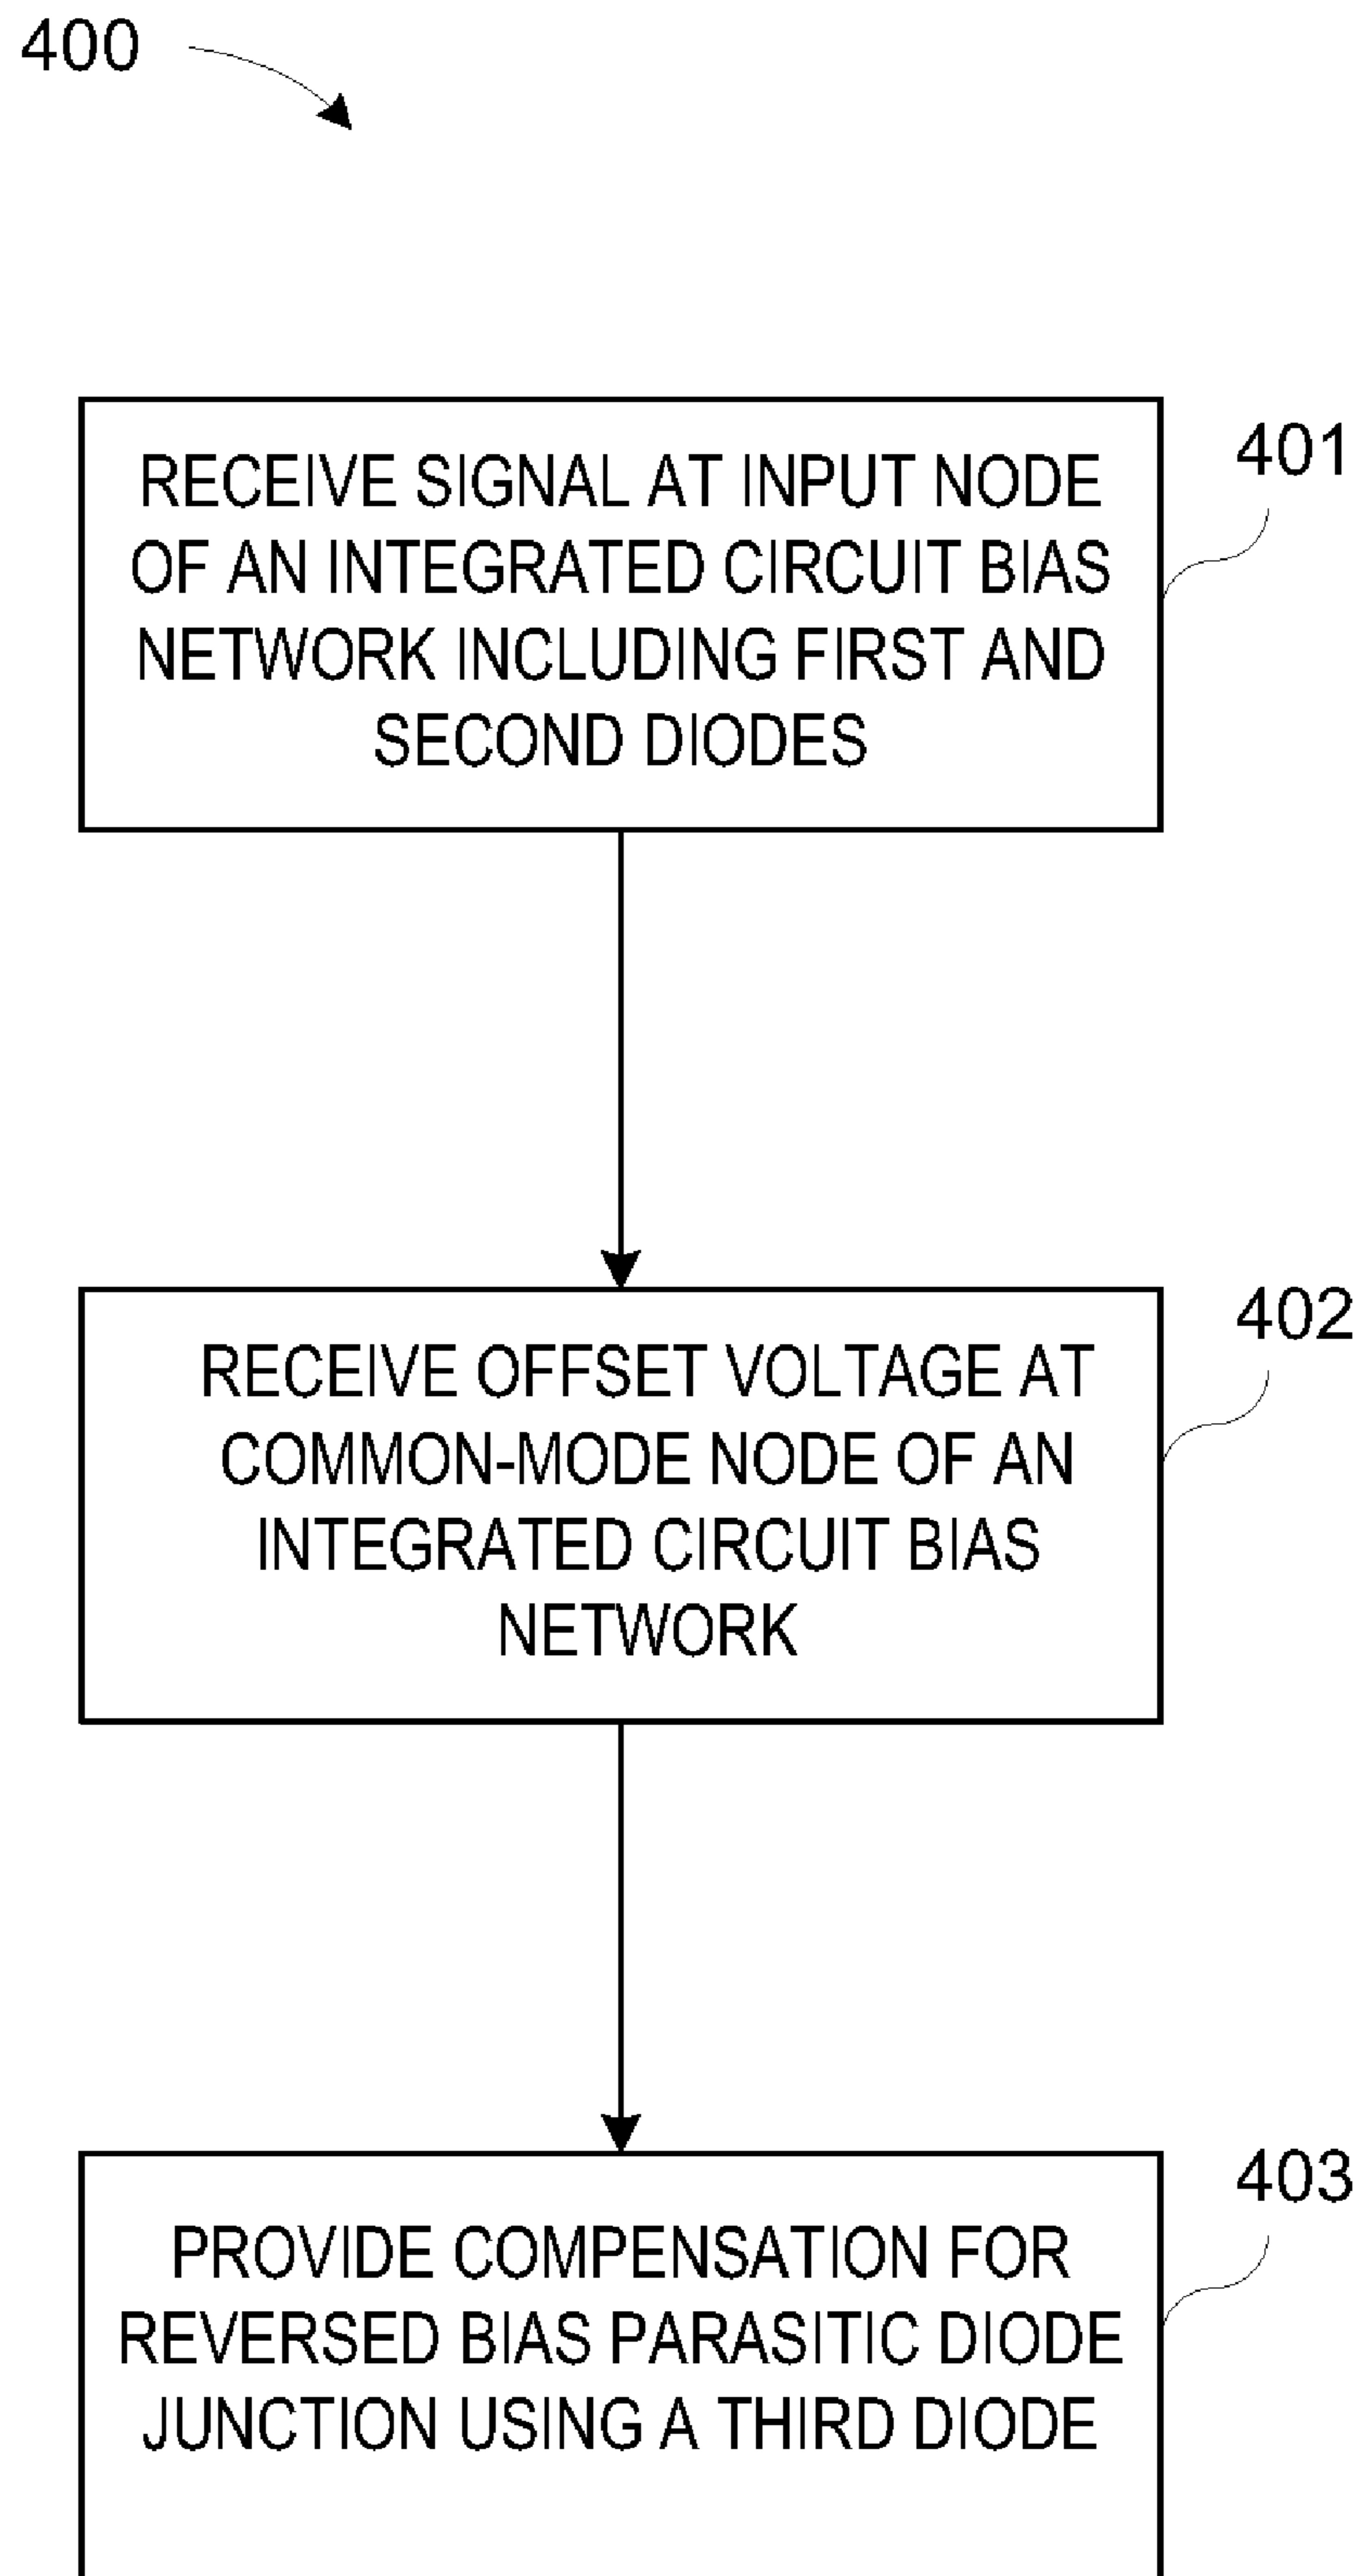 400
RECEIVE SIGNAL AT INPUT NODE
OF AN INTEGRATED CIRCUIT BIAS
NETWORK INCLUDING FIRST AND
SECOND DIODES
401
RECEIVE OFFSET VOLTAGE AT
COMMON-MODE NODE OF AN
INTEGRATED CIRCUIT BIAS
NETWORK
402
PROVIDE COMPENSATION FOR
REVERSED BIAS PARASITIC DIODE
JUNCTION USING A THIRD DIODE
403